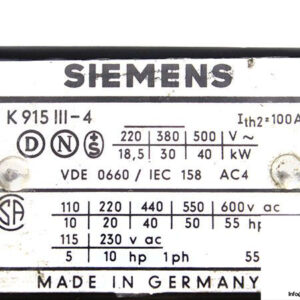 SIEMENS
K 915 III-4 Ith2=100A
D N S 220 380 500 V~
18,5 30 40 kW
VDE 0660 / IEC 158 AC4
SA 110 220 440 550 600v ac
10 20 40 50 55 hp
115 230 v ac
5 10 hp 1ph 55
MADE IN GERMANY